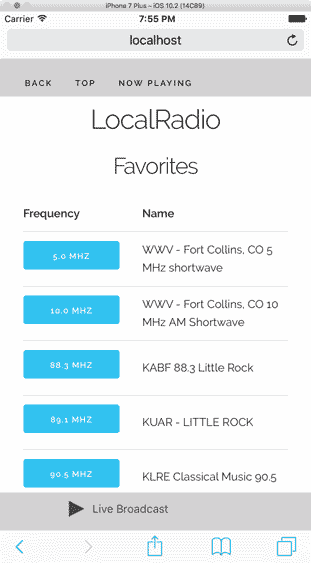 iPhone 7 Plus – iOS 10.2 (14C89)
Carrier 7:55 PM
localhost
BACK TOP NOW PLAYING
LocalRadio
Favorites
Frequency Name
5.0 MHZ WWV - Fort Collins, CO 5
MHz shortwave
10.0 MHZ WWV - Fort Collins, CO 10
MHz AM Shortwave
88.3 MHZ KABF 88.3 Little Rock
89.1 MHZ KUAR - LITTLE ROCK
90.5 MHZ KLRE Classical Music 90.5
Live Broadcast